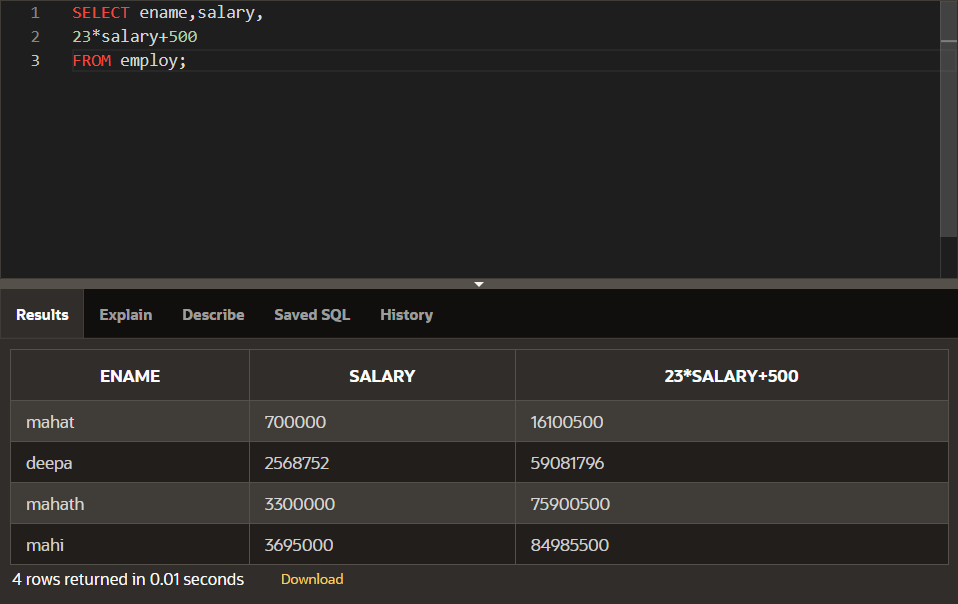 1 SELECT ename,salary,
2 23*salary+500
3 FROM employ;
Results Explain Describe Saved SQL History
ENAME SALARY 23*SALARY+500
mahat 700000 16100500
deepa 2568752 59081796
mahath 3300000 75900500
mahi 3695000 84985500
4 rows returned in 0.01 seconds Download